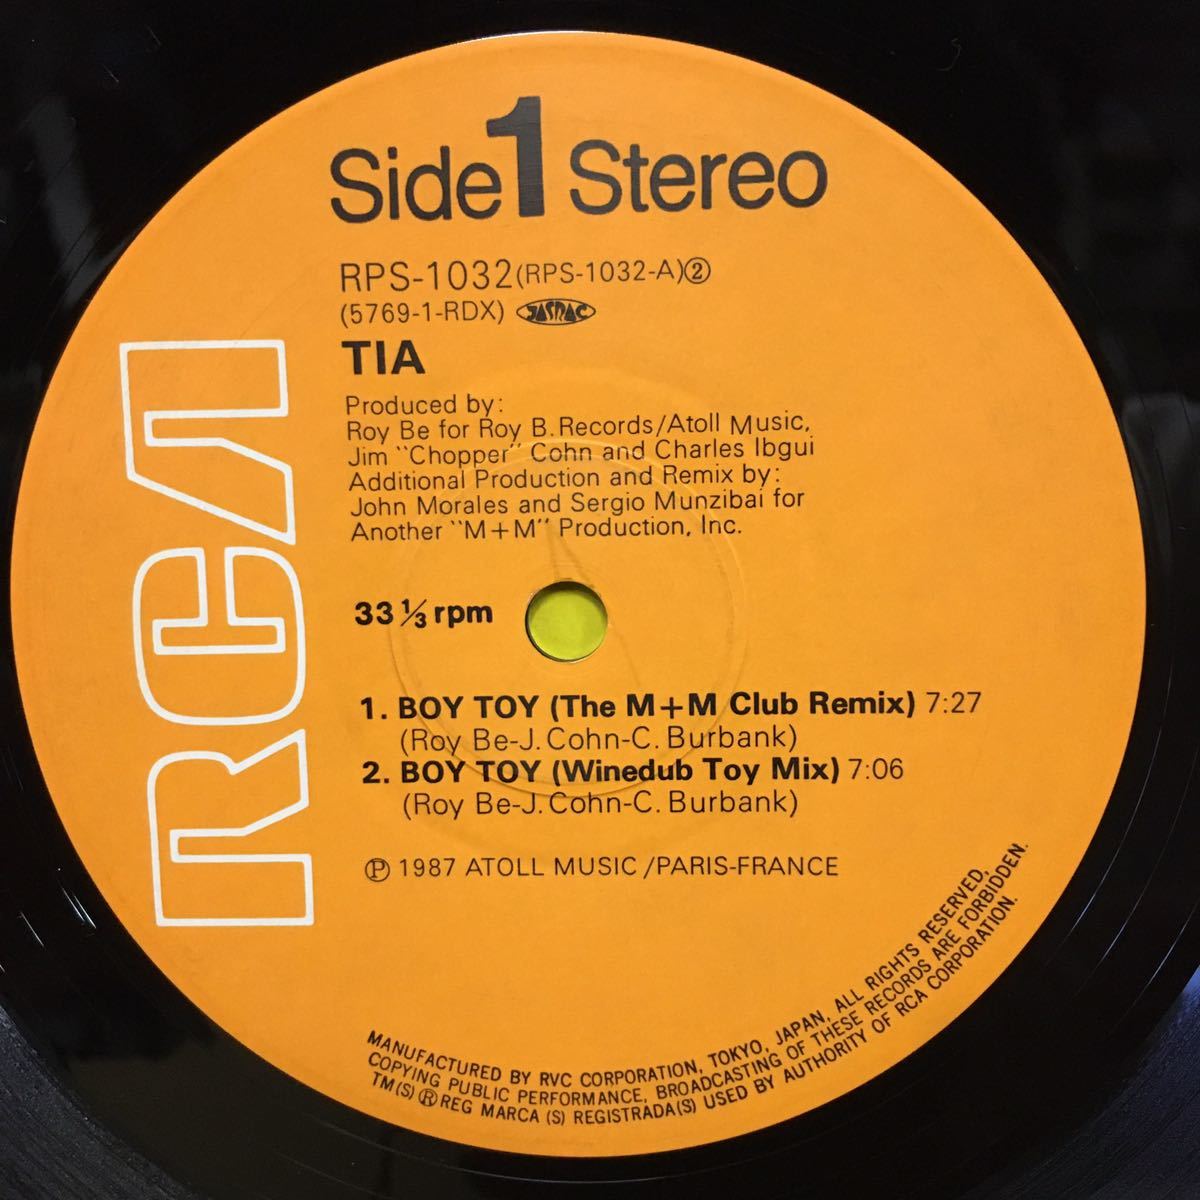 Side 1 Stereo
RPS-1032(RPS-1032-A)②
(5769-1-RDX) JASRAC
TIA
Produced by:
Roy Be for Roy B. Records/Atoll Music,
Jim "Chopper" Cohn and Charles Ibgui
Additional Production and Remix by:
John Morales and Sergio Munzibai for
Another "M+M" Production, Inc.
RCA
33 1/3 rpm
1. BOY TOY (The M+M Club Remix) 7:27
(Roy Be-J. Cohn-C. Burbank)
2. BOY TOY (Winedub Toy Mix) 7:06
(Roy Be-J. Cohn-C. Burbank)
Ⓟ 1987 ATOLL MUSIC/PARIS-FRANCE
MANUFACTURED BY RVC CORPORATION, TOKYO, JAPAN, ALL RIGHTS RESERVED,
COPYING PUBLIC PERFORMANCE, BROADCASTING OF THESE RECORDS ARE FORBIDDEN.
TM(S) ® REG MARCA (S) REGISTRADA(S) USED BY AUTHORITY OF RCA CORPORATION.